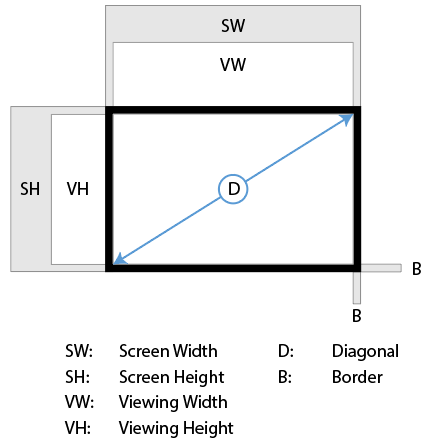 SW
VW
SH
VH
D
B
B
SW: Screen Width
D: Diagonal
SH: Screen Height
B: Border
VW: Viewing Width
VH: Viewing Height